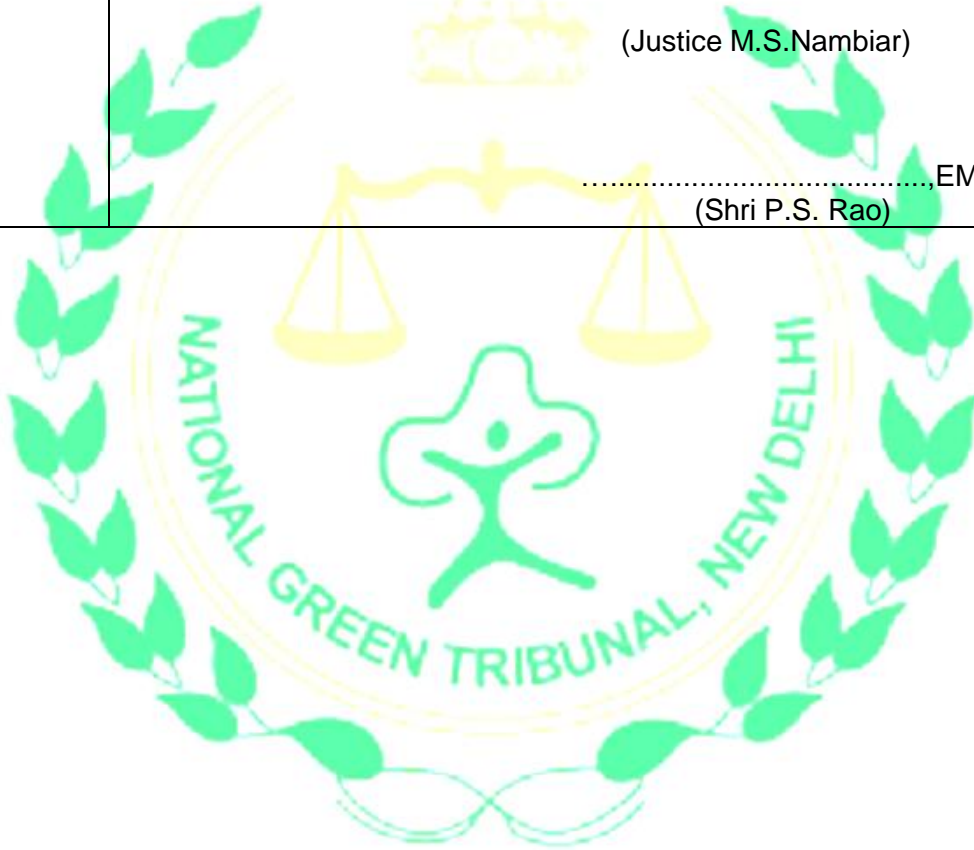 (Justice M.S.Nambiar)
…....................................,EM
(Shri P.S. Rao)
NATIONAL GREEN TRIBUNAL, NEW DELHI